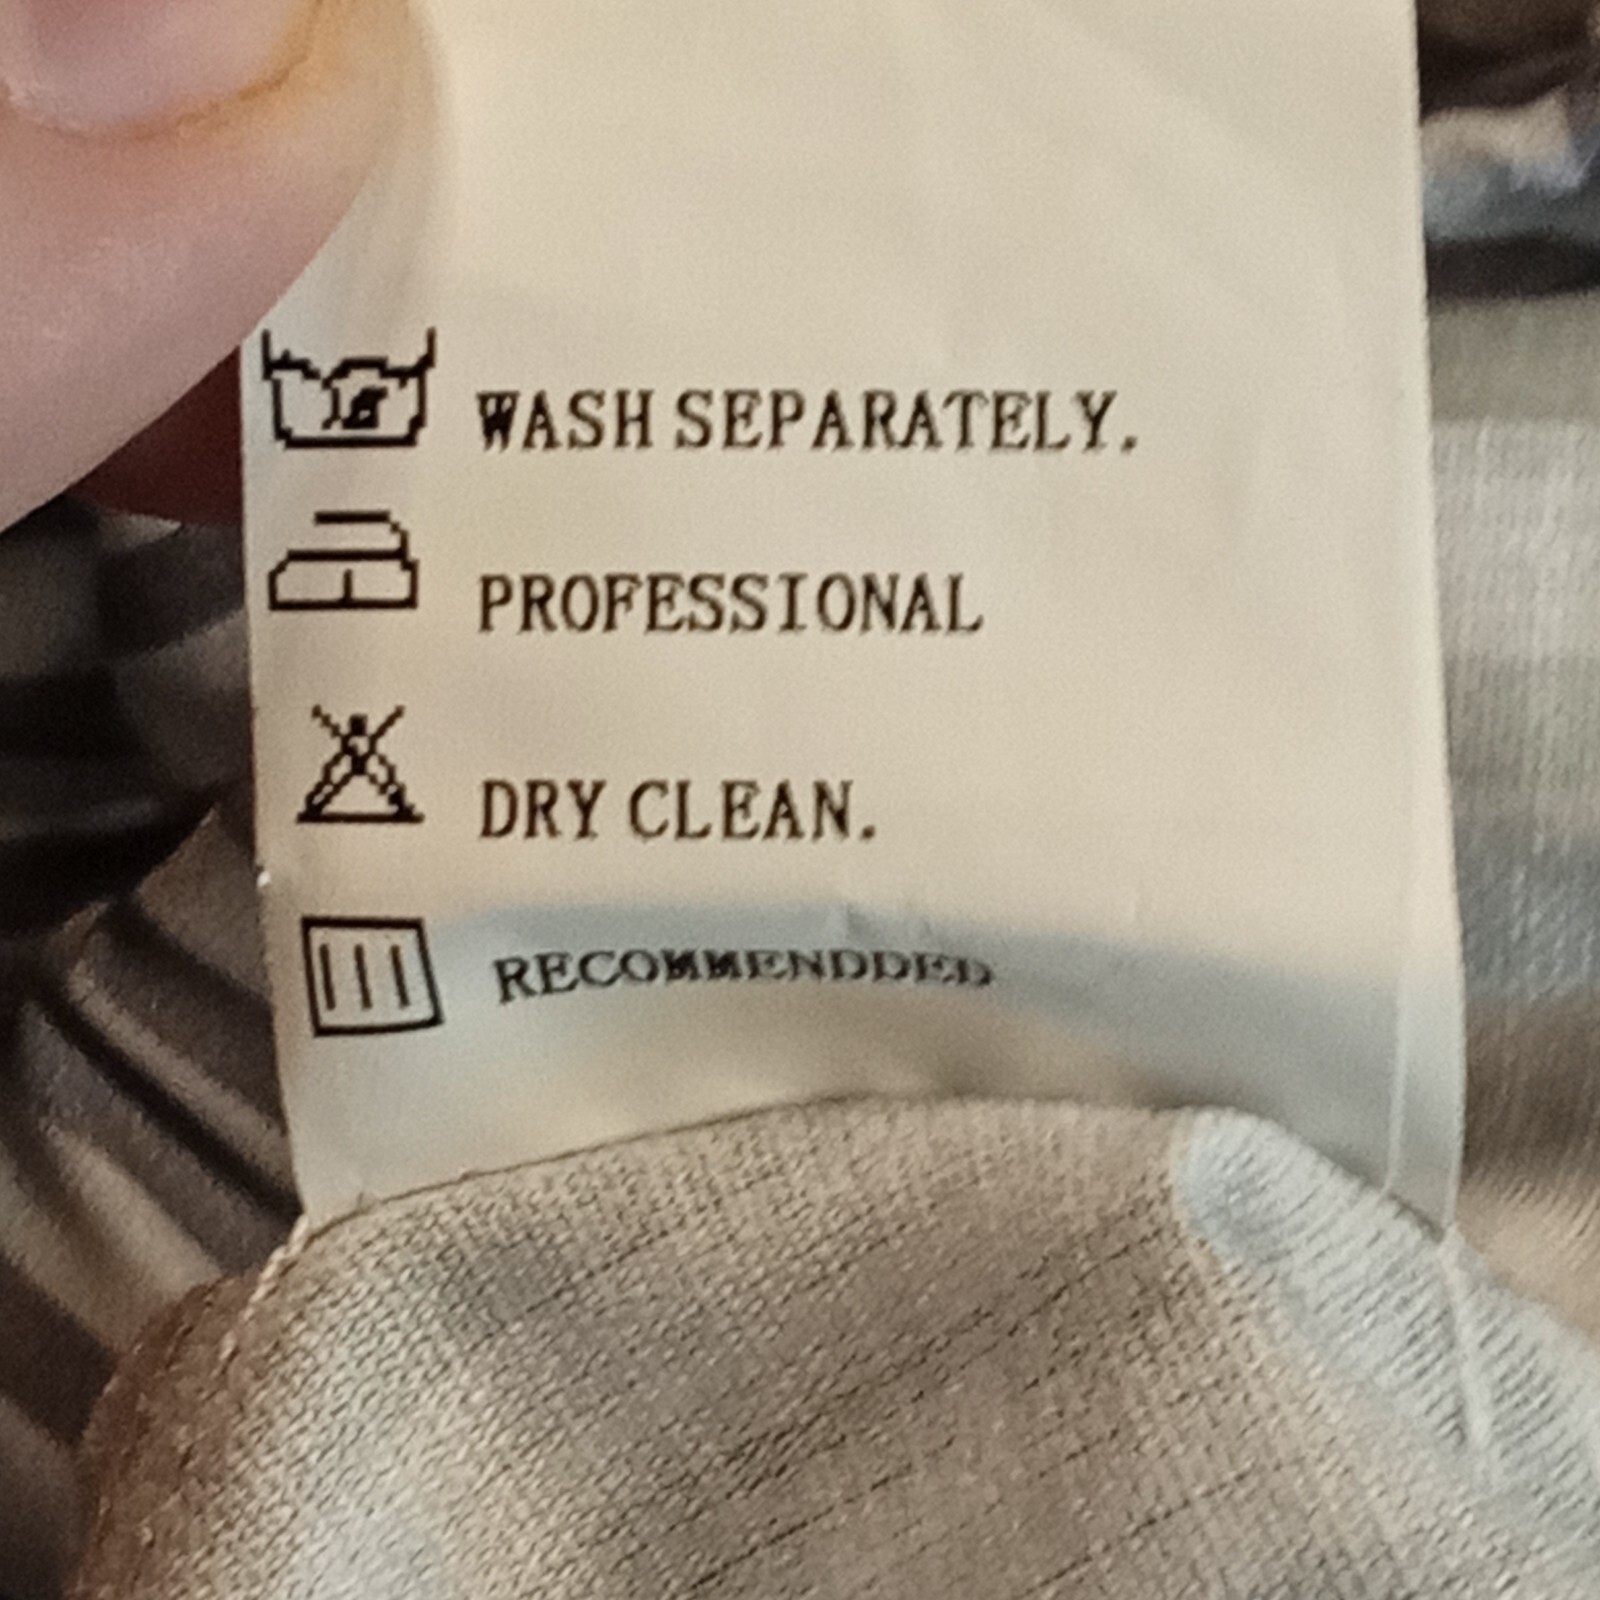 WASH SEPARATELY.
PROFESSIONAL
DRY CLEAN.
RECOMMENDDED